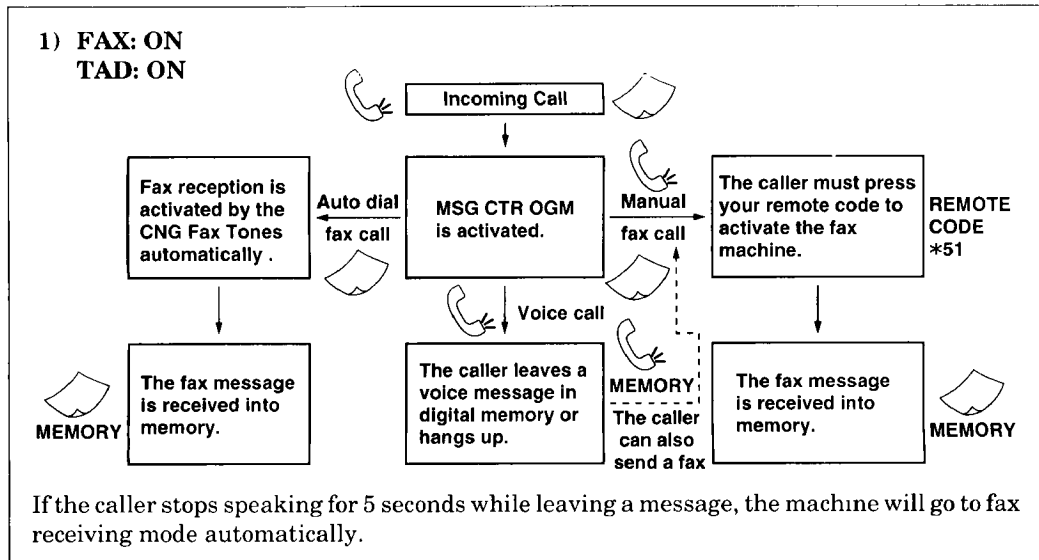 1) FAX: ON
TAD: ON
Incoming Call
Fax reception is
activated by the
CNG Fax Tones
automatically .
Auto dial
fax call
MSG CTR OGM
is activated.
Manual
fax call
The caller must press
your remote code to
activate the fax
machine.
REMOTE
CODE
*51
Voice call
MEMORY
The fax message
is received into
memory.
The caller leaves a
voice message in
digital memory or
hangs up.
MEMORY
The caller
can also
send a fax
The fax message
is received into
memory.
MEMORY
If the caller stops speaking for 5 seconds while leaving a message, the machine will go to fax
receiving mode automatically.